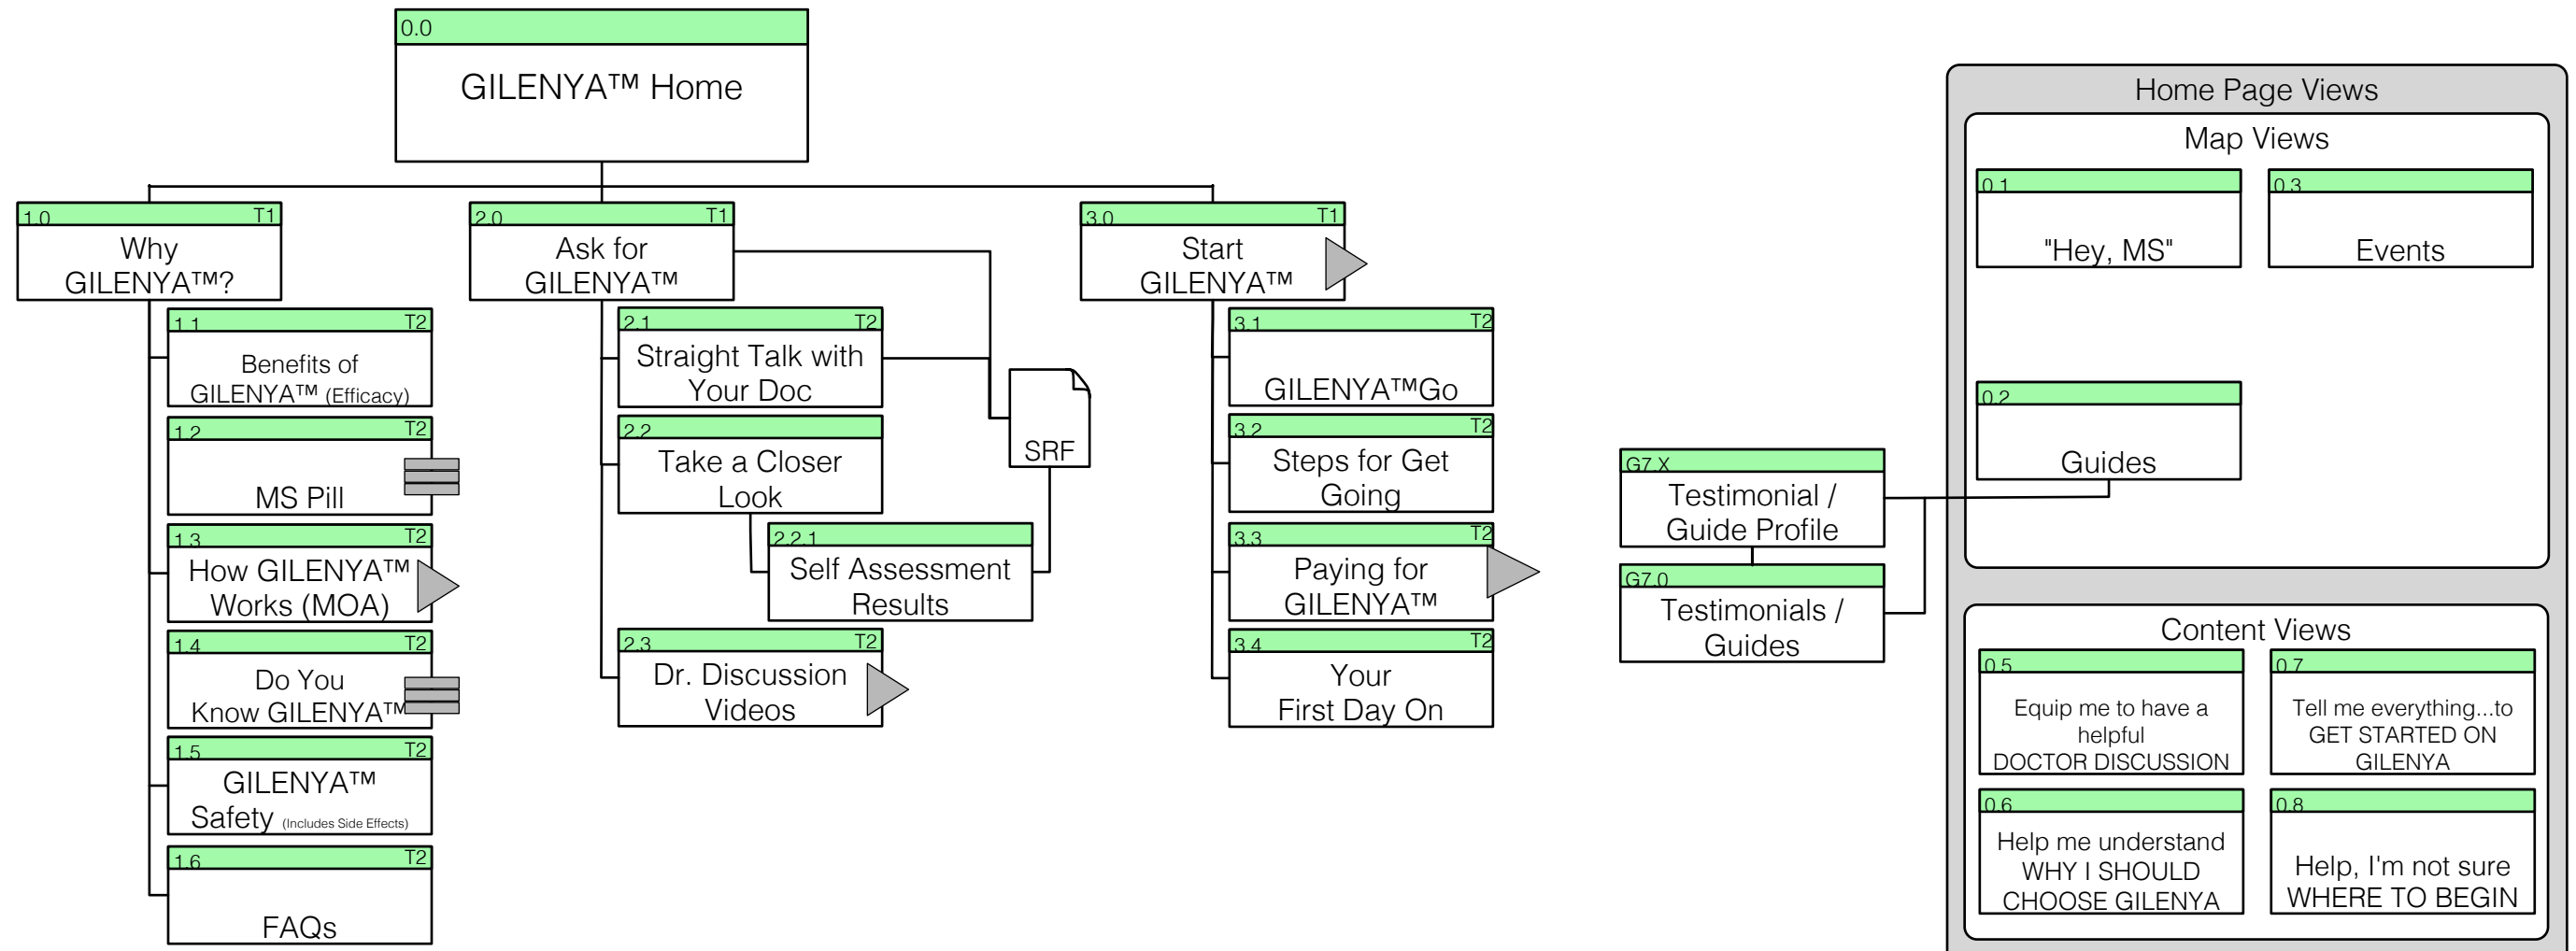 0.0
GILENYA™ Home
1.0 T1
Why
GILENYA™?
1.1 T2
Benefits of
GILENYA™ (Efficacy)
1.2 T2
MS Pill
1.3 T2
How GILENYA™
Works (MOA)
1.4 T2
Do You
Know GILENYA™
1.5 T2
GILENYA™
Safety (Includes Side Effects)
1.6 T2
FAQs
2.0 T1
Ask for
GILENYA™
2.1 T2
Straight Talk with
Your Doc
2.2
Take a Closer
Look
2.2.1
Self Assessment
Results
2.3 T2
Dr. Discussion
Videos
SRF
3.0 T1
Start
GILENYA™
3.1 T2
GILENYA™Go
3.2 T2
Steps for Get
Going
3.3 T2
Paying for
GILENYA™
3.4 T2
Your
First Day On
G7.X
Testimonial /
Guide Profile
G7.0
Testimonials /
Guides
Home Page Views
Map Views
0.1
"Hey, MS"
0.3
Events
0.2
Guides
Content Views
0.5
Equip me to have a
helpful
DOCTOR DISCUSSION
0.7
Tell me everything...to
GET STARTED ON
GILENYA
0.6
Help me understand
WHY I SHOULD
CHOOSE GILENYA
0.8
Help, I'm not sure
WHERE TO BEGIN